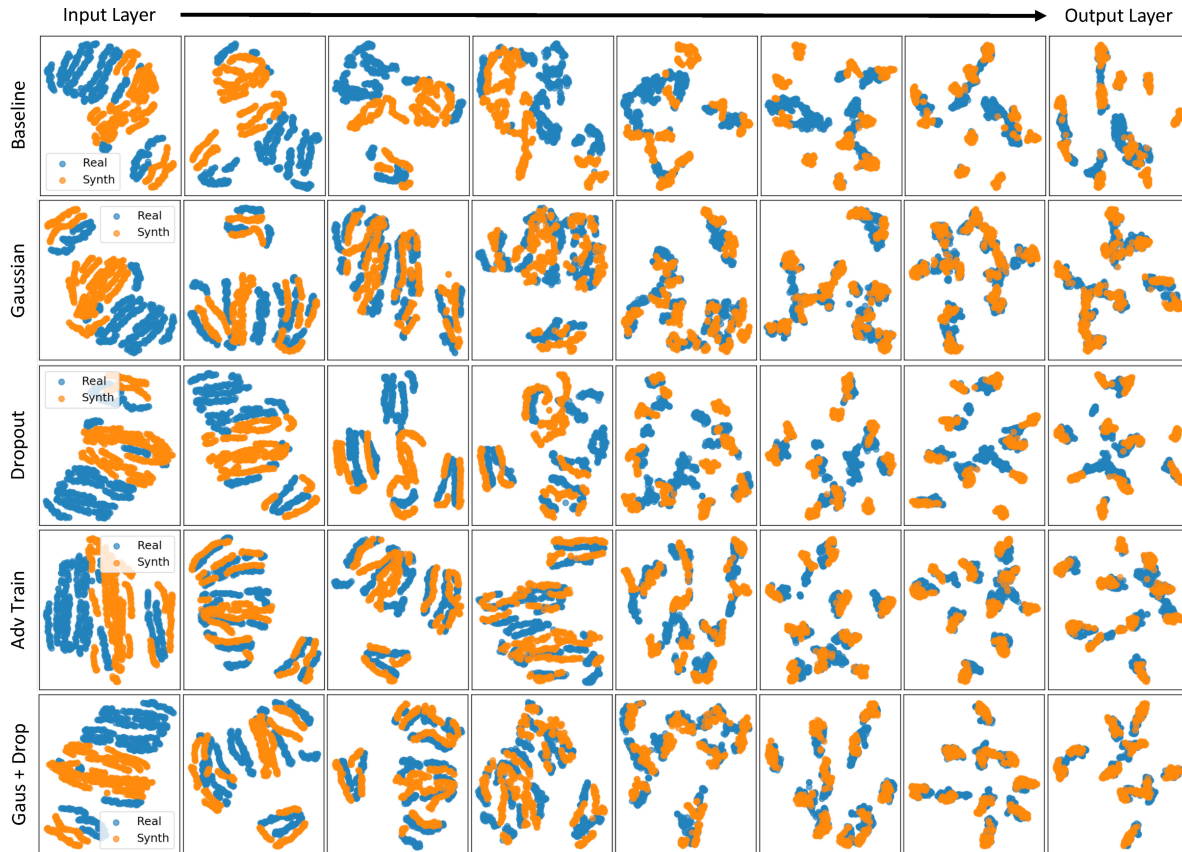 Input Layer
Output Layer
Baseline
Real
Synth
Gaussian
Real
Synth
Dropout
Real
Synth
Adv Train
Real
Synth
Gaus + Drop
Real
Synth